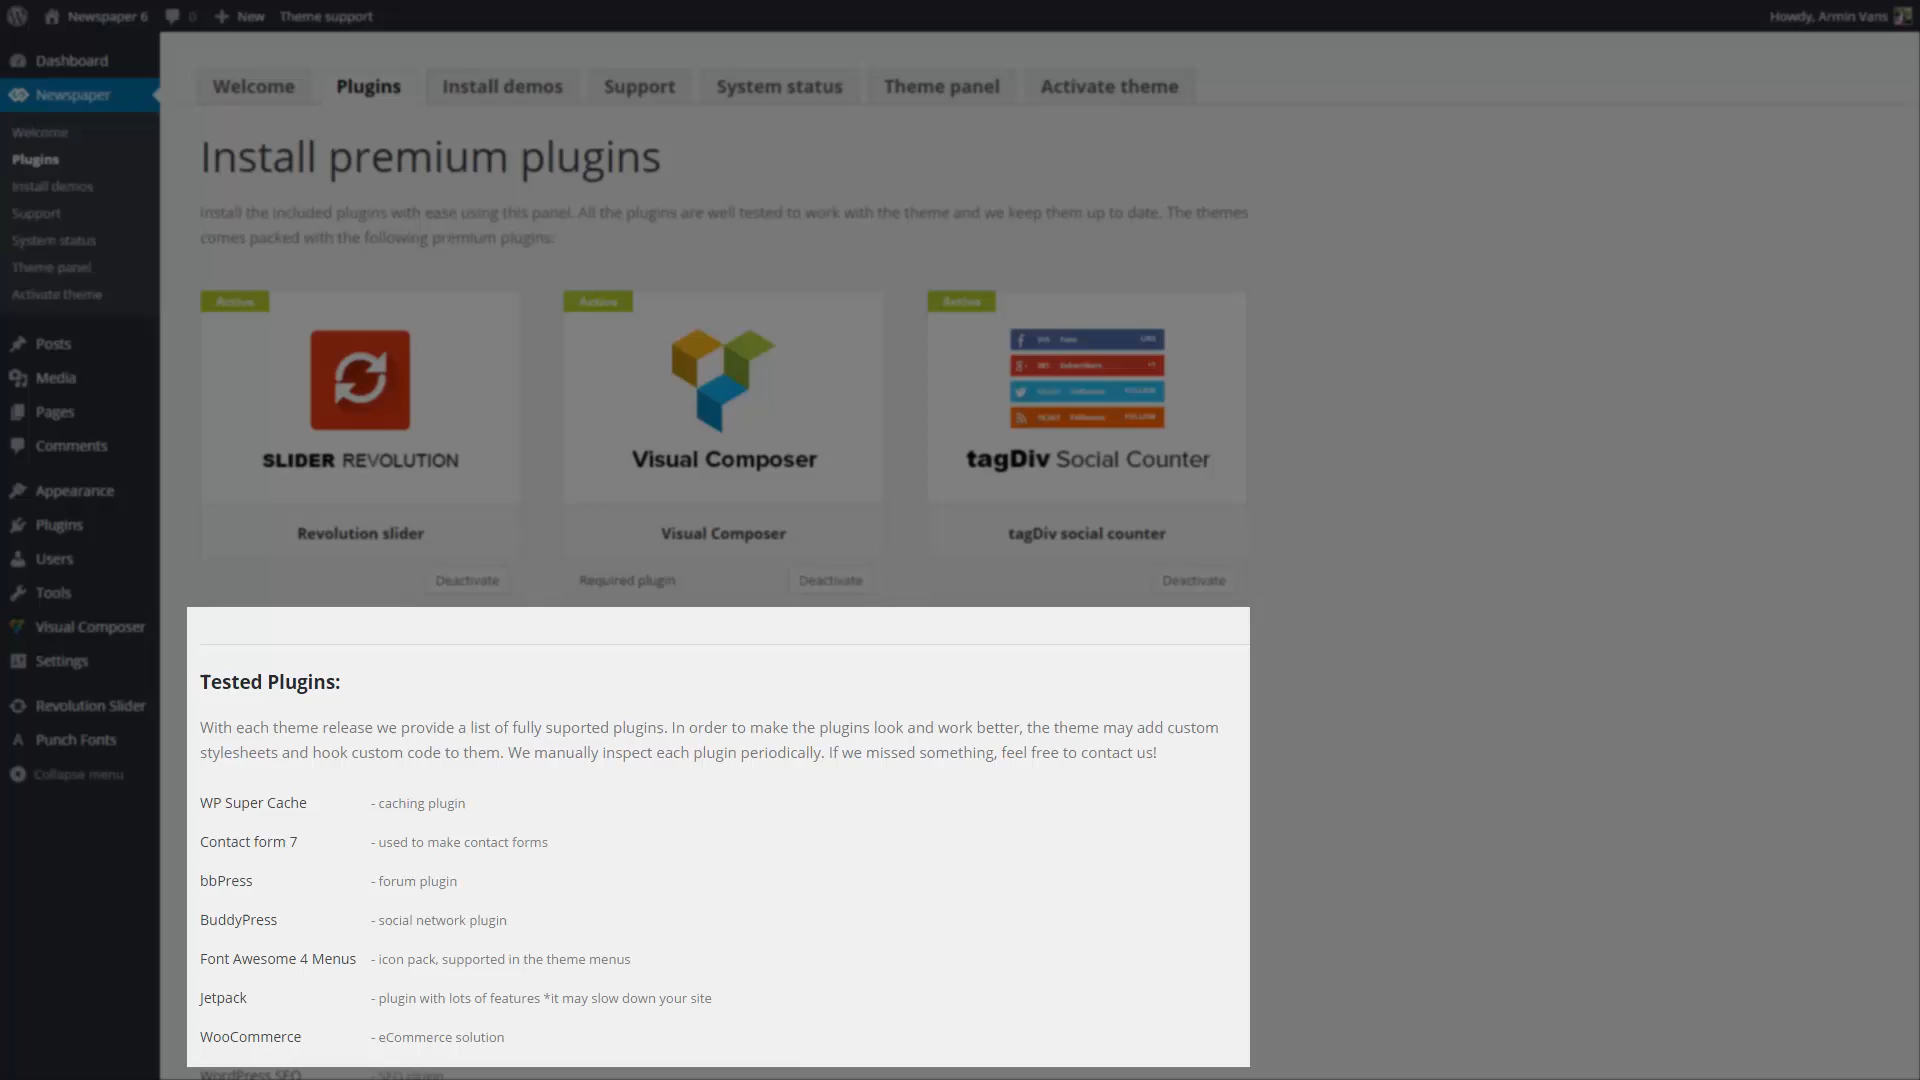 Newspaper 6
0
New
Theme support
Howdy, Armin Vans
Dashboard
Newspaper
Welcome
Plugins
Install demos
Support
System status
Theme panel
Activate theme
Posts
Media
Pages
Comments
Appearance
Plugins
Users
Tools
Visual Composer
Settings
Revolution Slider
Punch Fonts
Collapse menu
Welcome
Plugins
Install demos
Support
System status
Theme panel
Activate theme
Install premium plugins
Install the included plugins with ease using this panel. All the plugins are well tested to work with the theme and we keep them up to date. The themes
comes packed with the following premium plugins:
Active
SLIDER REVOLUTION
Revolution slider
Deactivate
Active
Visual Composer
Visual Composer
Required plugin
Deactivate
Active
tagDiv Social Counter
tagDiv social counter
Deactivate
Tested Plugins:
With each theme release we provide a list of fully suported plugins. In order to make the plugins look and work better, the theme may add custom
stylesheets and hook custom code to them. We manually inspect each plugin periodically. If we missed something, feel free to contact us!
WP Super Cache - caching plugin
Contact form 7 - used to make contact forms
bbPress - forum plugin
BuddyPress - social network plugin
Font Awesome 4 Menus - icon pack, supported in the theme menus
Jetpack - plugin with lots of features *it may slow down your site
WooCommerce - eCommerce solution
WordPress SEO - SEO plugin